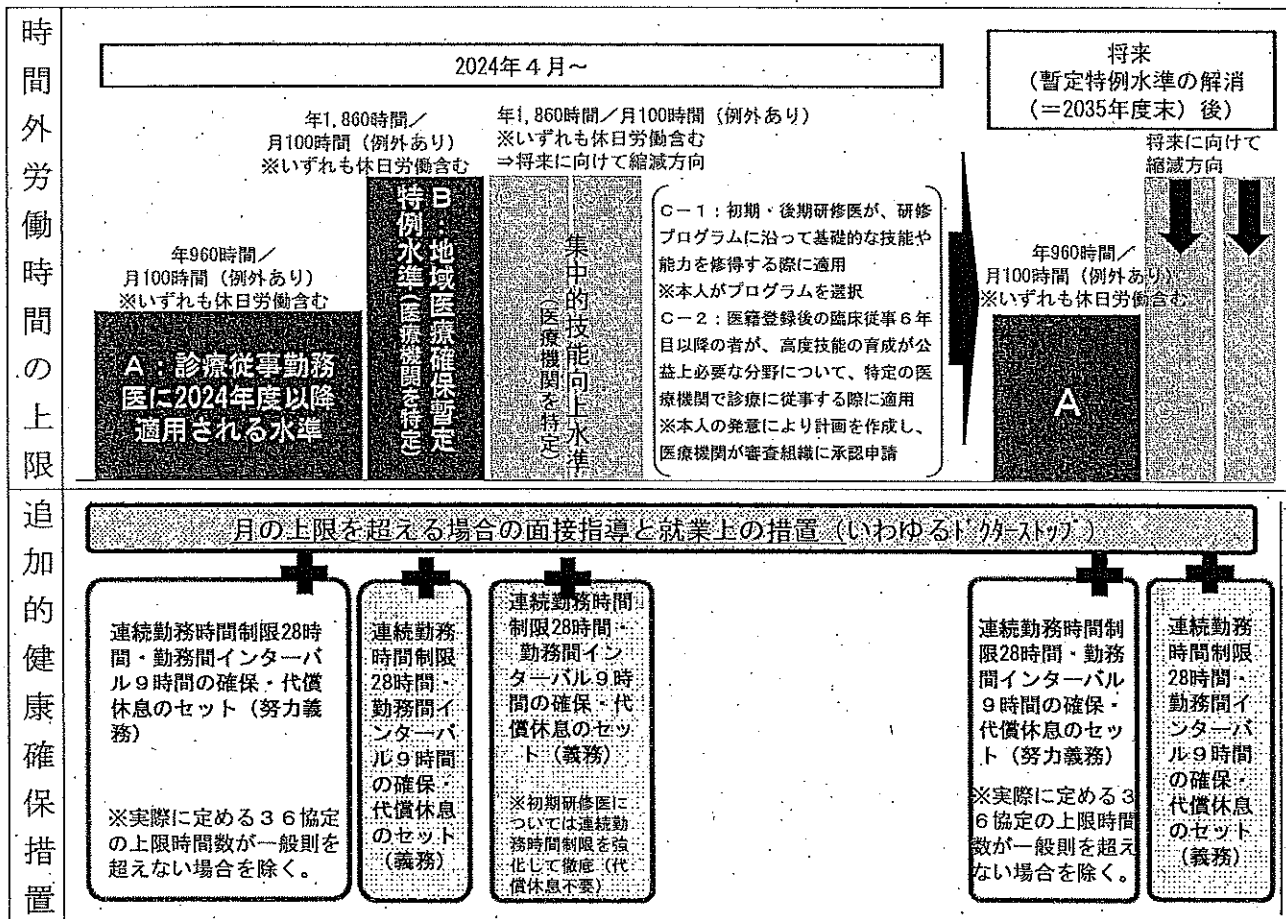 時間外労働時間の上限
2024年4月~
将来
(暫定特例水準の解消
(=2035年度末)後)
年960時間/
月100時間(例外あり)
※いずれも休日労働含む
A:診療従事勤務
医に2024年度以降
適用される水準
年1,860時間/
月100時間(例外あり)
※いずれも休日労働含む
B:地域医療確保暫定
特例水準(医療機関を特定)
年1,860時間/月100時間(例外あり)
※いずれも休日労働含む
⇒将来に向けて縮減方向
集中的技能向上水準
(医療機関を特定)
C-1:初期・後期研修医が、研修
プログラムに沿って基礎的な技能や
能力を修得する際に適用
※本人がプログラムを選択
C-2:医籍登録後の臨床従事6年
目以降の者が、高度技能の育成が公
益上必要な分野について、特定の医
療機関で診療に従事する際に適用
※本人の発意により計画を作成し、
医療機関が審査組織に承認申請
年960時間/
月100時間(例外あり)
※いずれも休日労働含む
A
将来に向けて
縮減方向
追加的健康確保措置
月の上限を超える場合の面接指導と就業上の措置(いわゆるドクターストップ)
連続勤務時間制限28時
間・勤務間インターバ
ル9時間の確保・代償
休息のセット(努力義
務)
※実際に定める36協定
の上限時間数が一般則を
超えない場合を除く。
連続勤務
時間制限
28時間・
勤務間イ
ンターバ
ル9時間
の確保・
代償休息
のセット
(義務)
連続勤務時間
制限28時間・
勤務間イン
ターバル9時
間の確保・代
償休息のセッ
ト(義務)
※初期研修医に
ついては連続勤
務時間制限を強
化して徹底(代
償休息不要)
連続勤務時間制
限28時間・勤務
間インターバル
9時間の確保・
代償休息のセッ
ト(努力義務)
※実際に定める3
6協定の上限時間
数が一般則を超え
ない場合を除く。
連続勤務
時間制限
28時間・
勤務間イ
ンターバ
ル9時間
の確保・
代償休息
のセット
(義務)